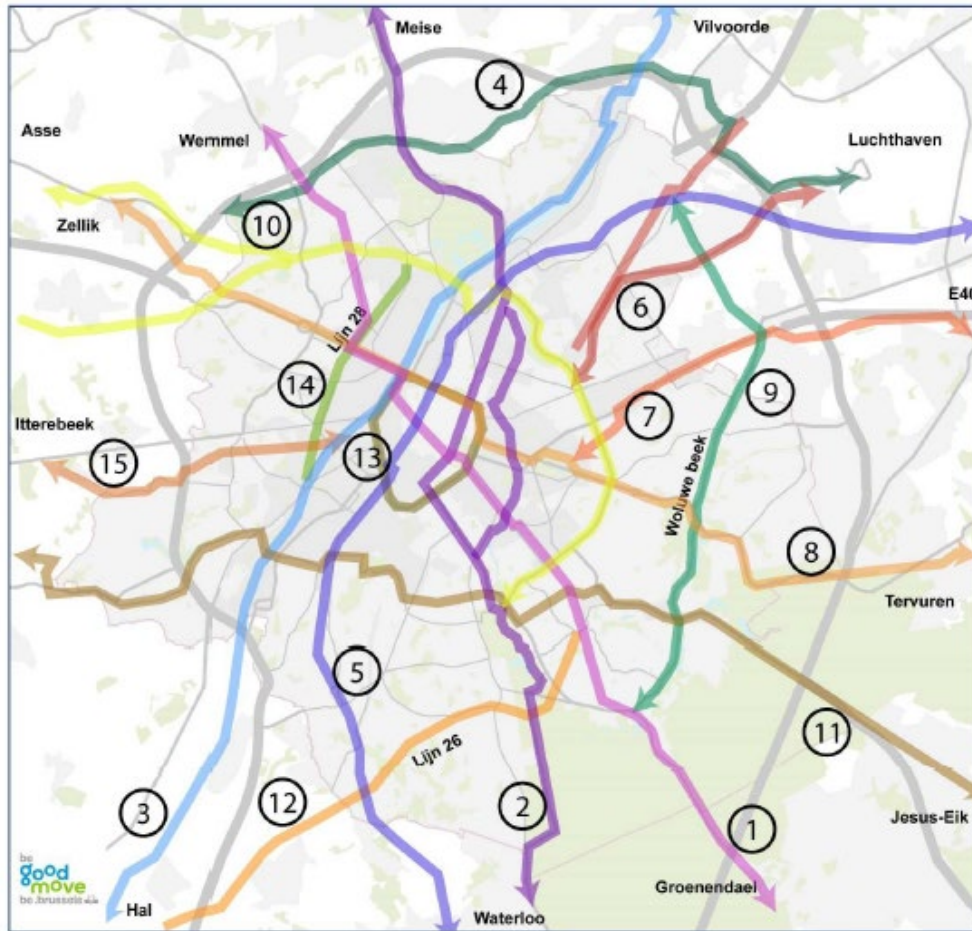 Meise
Vilvoorde
4
Asse
Wemmel
Luchthaven
10
Zellik
6
E40
Lijn 28
14
9
7
Itterebeek
15
13
Woluwe beek
8
Tervuren
5
11
Lijn 26
12
3
2
1
Jesus-Eik
be
good
move
be.brussels
Hal
Groenendael
Waterloo